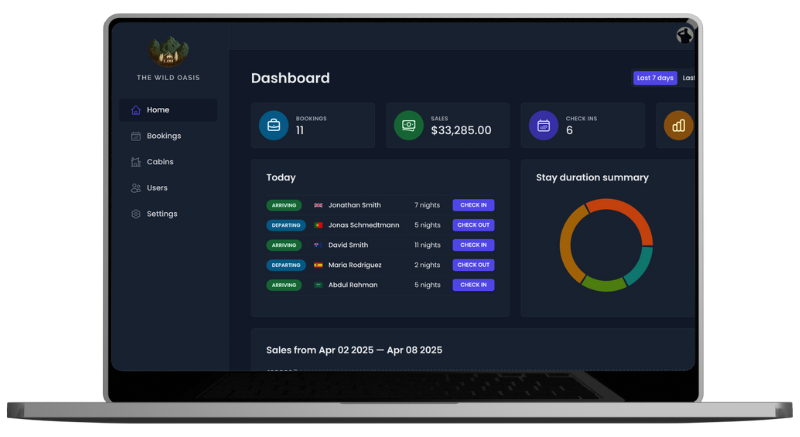 THE WILD OASIS
Home
Bookings
Cabins
Users
Settings
Dashboard
Last 7 days Last
BOOKINGS
11
SALES
$33,285.00
CHECK INS
6
Today
ARRIVING Jonathan Smith 7 nights CHECK IN
DEPARTING Jonas Schmedtmann 5 nights CHECK OUT
ARRIVING David Smith 11 nights CHECK IN
DEPARTING Maria Rodriguez 2 nights CHECK OUT
ARRIVING Abdul Rahman 5 nights CHECK IN
Stay duration summary
Sales from Apr 02 2025 — Apr 08 2025